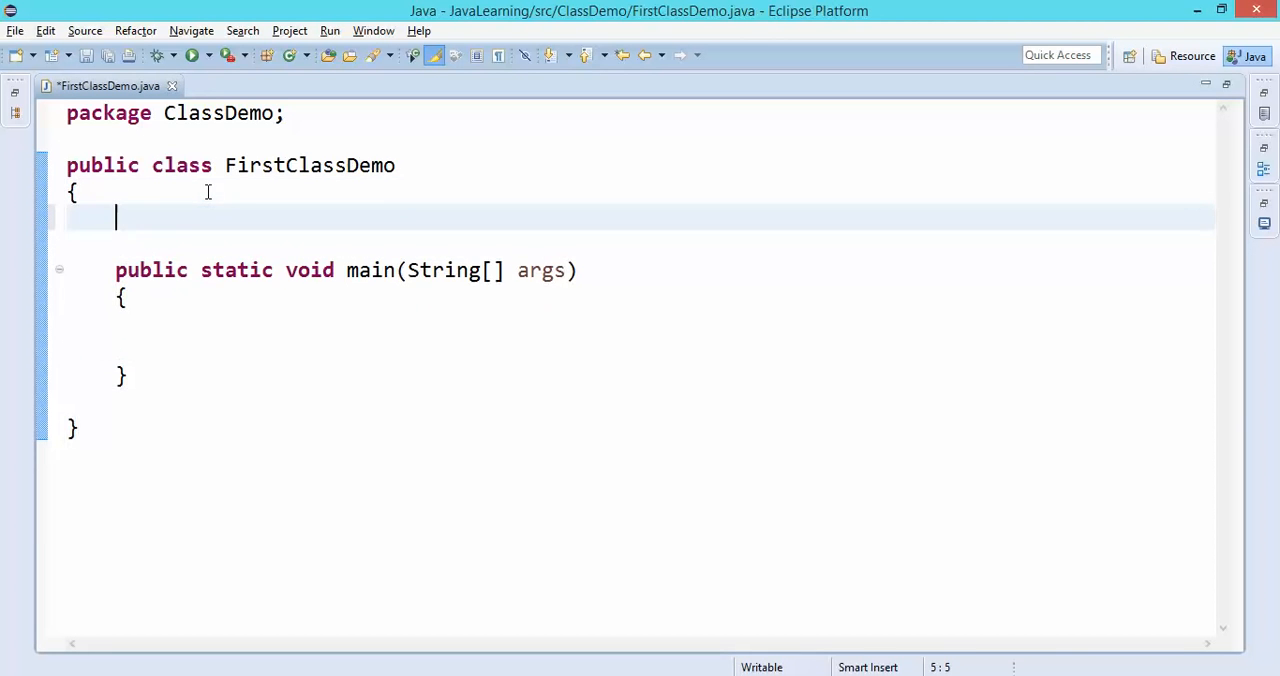 Java - JavaLearning/src/ClassDemo/FirstClassDemo.java - Eclipse Platform
File Edit Source Refactor Navigate Search Project Run Window Help
Quick Access Resource Java
*FirstClassDemo.java
package ClassDemo;
public class FirstClassDemo
{
public static void main(String[] args)
{
}
}
Writable Smart Insert 5 : 5